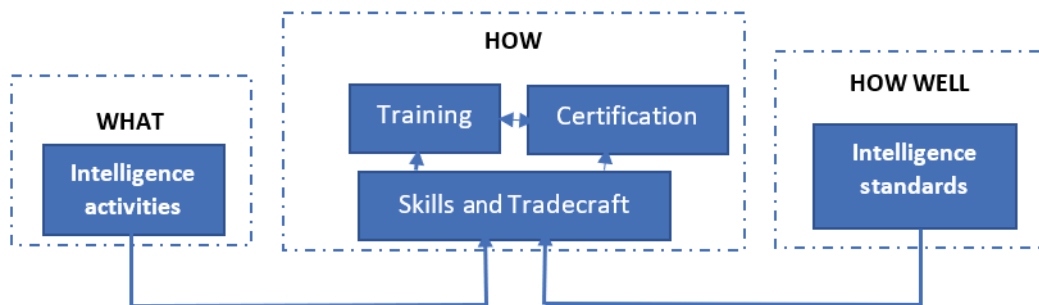 WHAT
Intelligence
activities
HOW
Training
Certification
Skills and Tradecraft
HOW WELL
Intelligence
standards